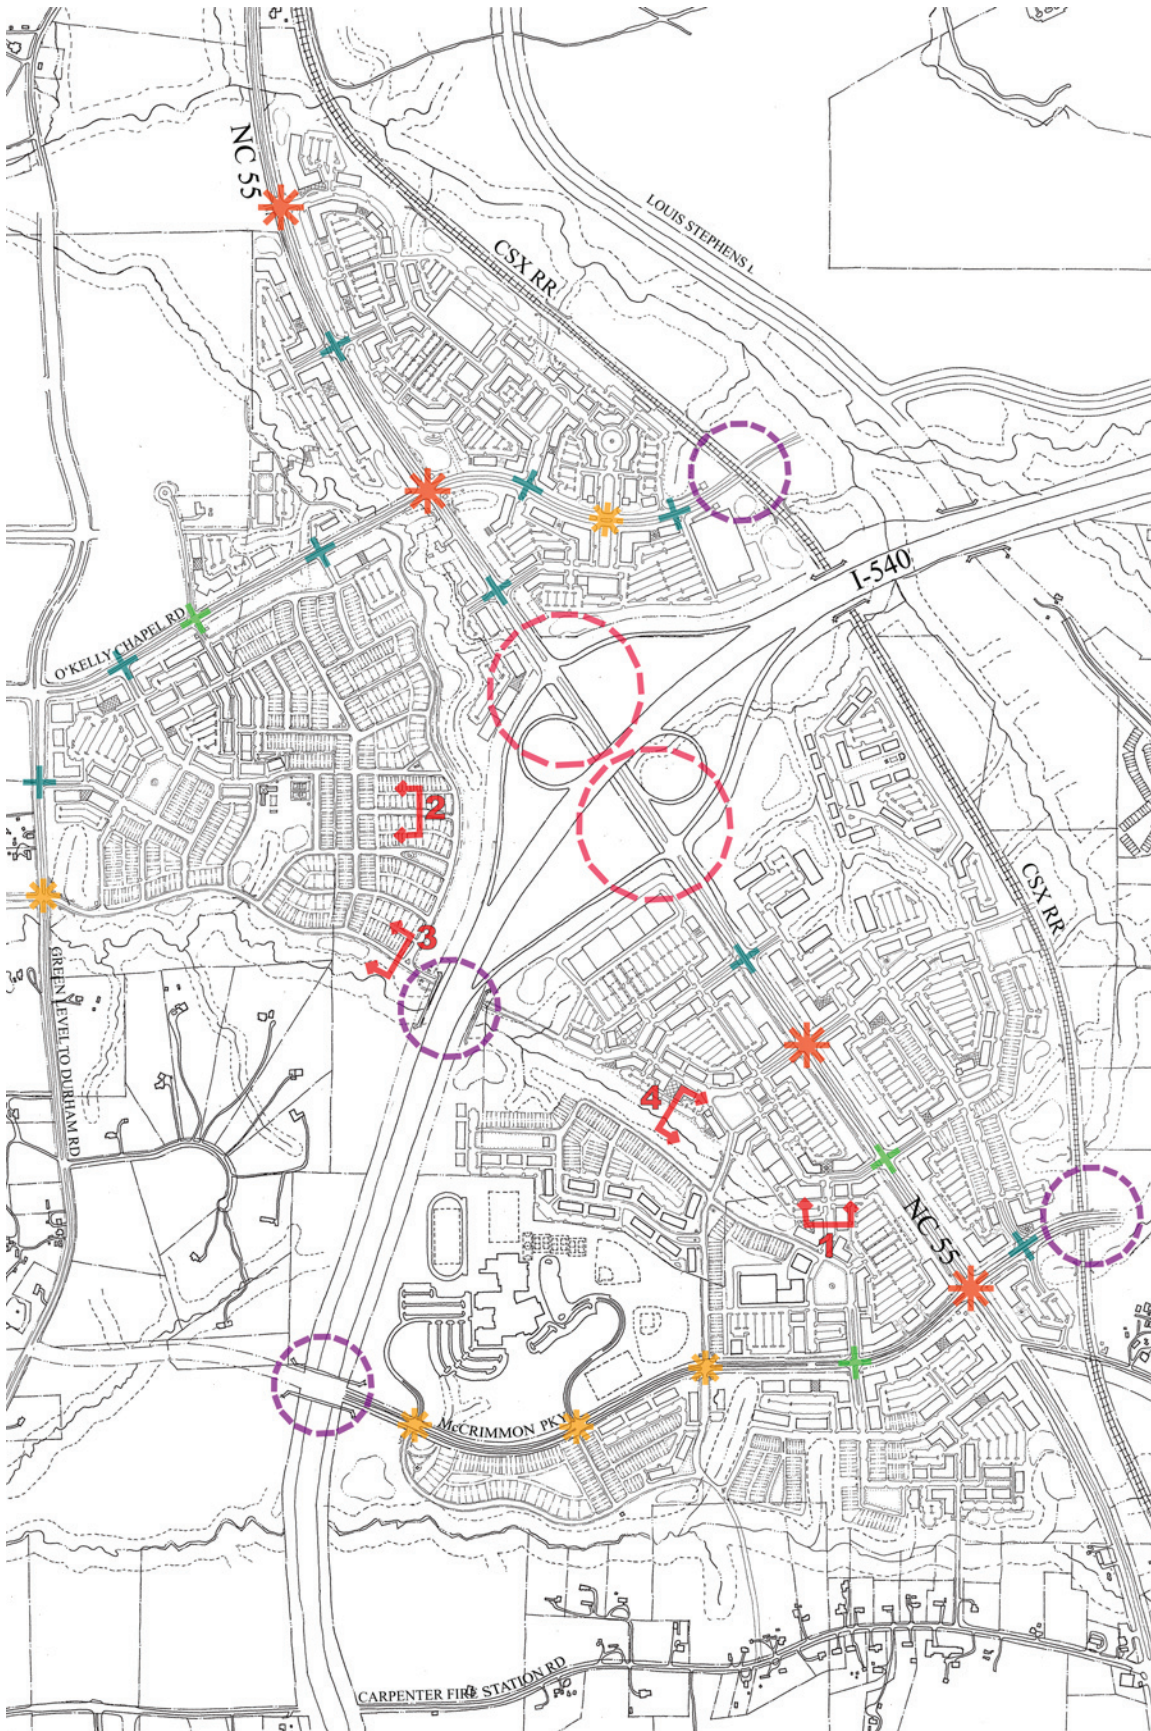 NC 55
LOUIS STEPHENS L
CSX RR.
I-540
O'KELLY CHAPEL RD
2
CSX RR
3
GREEN LEVEL TO DURHAM RD
4
NC 55
1
McCRIMMON PKY
CARPENTER FIRE STATION RD